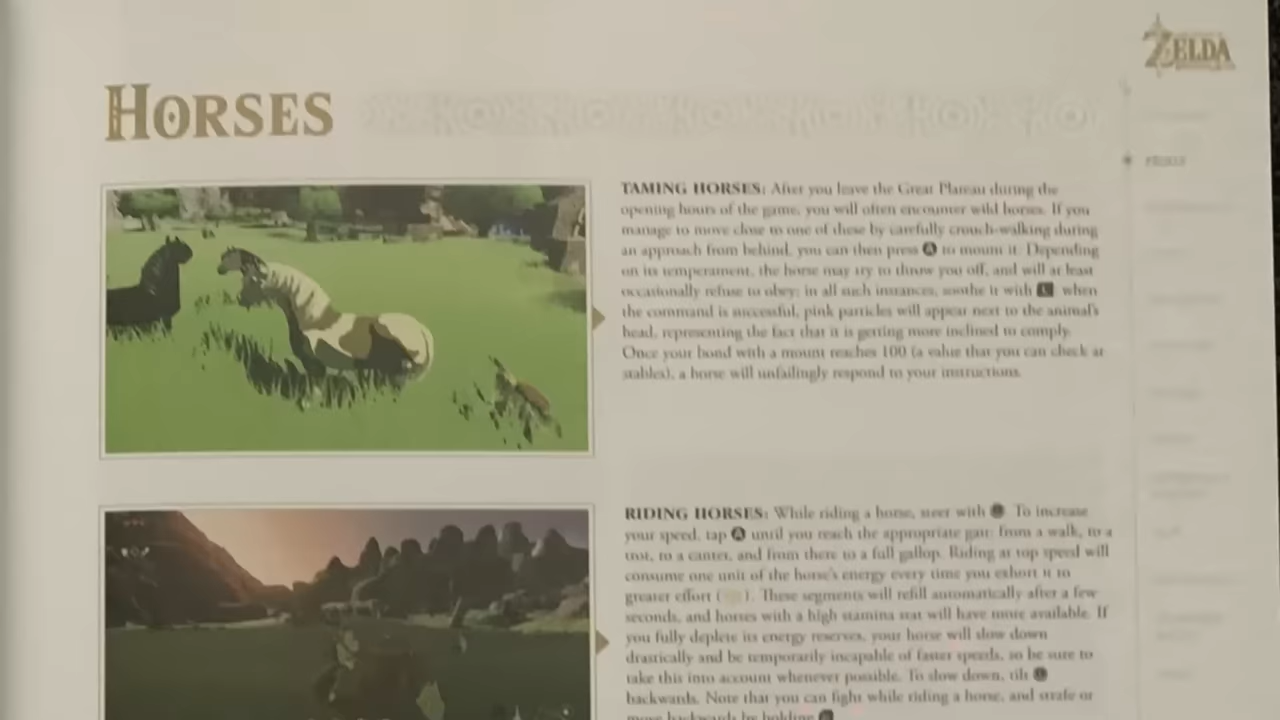 ZELDA
HORSES
TAMING HORSES: After you leave the Great Plateau during the
opening hours of the game, you will often encounter wild horses. If you
manage to move close to one of these by carefully crouch-walking during
an approach from behind, you can then press A to mount it. Depending
on its temperament, the horse may try to throw you off, and will at least
occasionally refuse to obey: in all such instances, soothe it with L when
the command is successful, pink particles will appear next to the animal's
head, representing the fact that it is getting more inclined to comply.
Once your bond with a mount reaches 100 (a value that you can check at
stables), a horse will unfailingly respond to your instructions.
RIDING HORSES: While riding a horse, steer with . To increase
your speed, tap A until you reach the appropriate gait: from a walk, to a
trot, to a canter, and from there to a full gallop. Riding at top speed will
consume one unit of the horse's energy every time you exhort it to
greater effort ( ). These segments will refill automatically after a few
seconds, and horses with a high stamina stat will have more available. If
you fully deplete its energy reserves, your horse will slow down
drastically and be temporarily incapable of faster speeds, so be sure to
take this into account whenever possible. To slow down, tilt
backwards. Note that you can fight while riding a horse, and strafe or
move backwards by holding